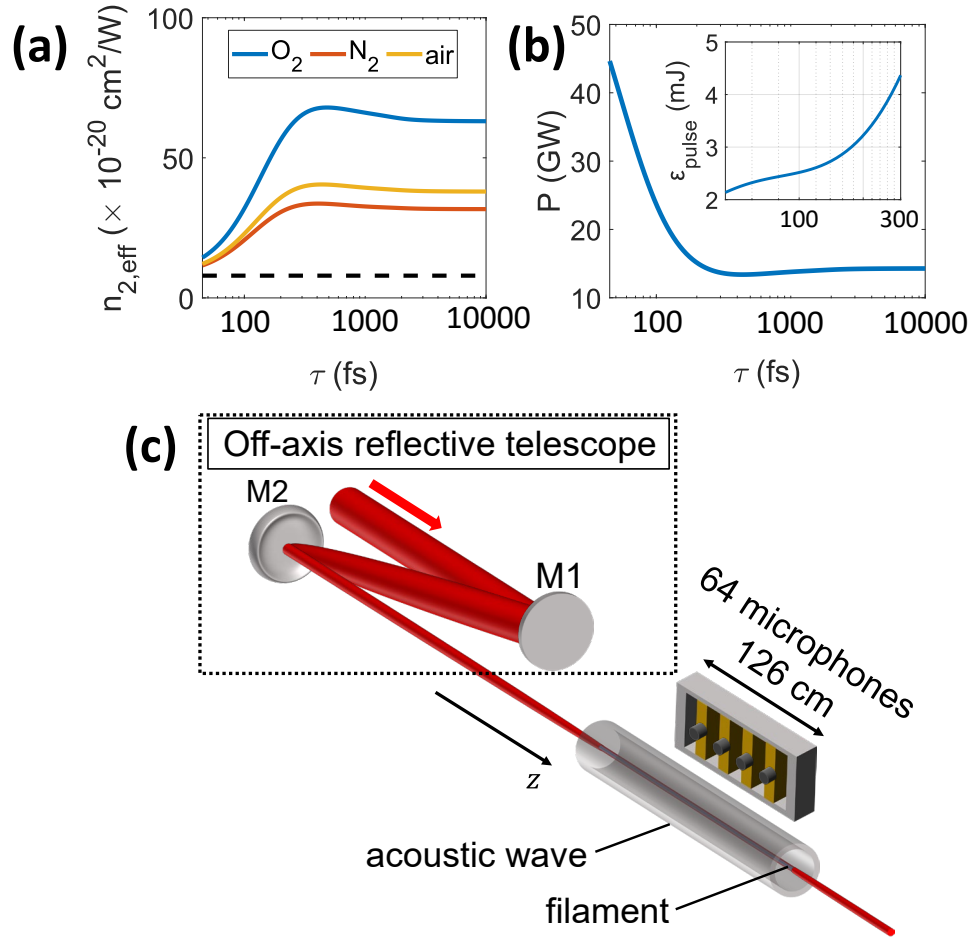 (a)
n2,eff (× 10-20 cm2/W)
100
50
0
O2 N2 air
100 1000 10000
τ (fs)
(b)
P (GW)
50
40
30
20
10
εpulse (mJ)
5
4
3
2
100 300
100 1000 10000
τ (fs)
(c)
Off-axis reflective telescope
M2
M1
64 microphones
126 cm
z
acoustic wave
filament